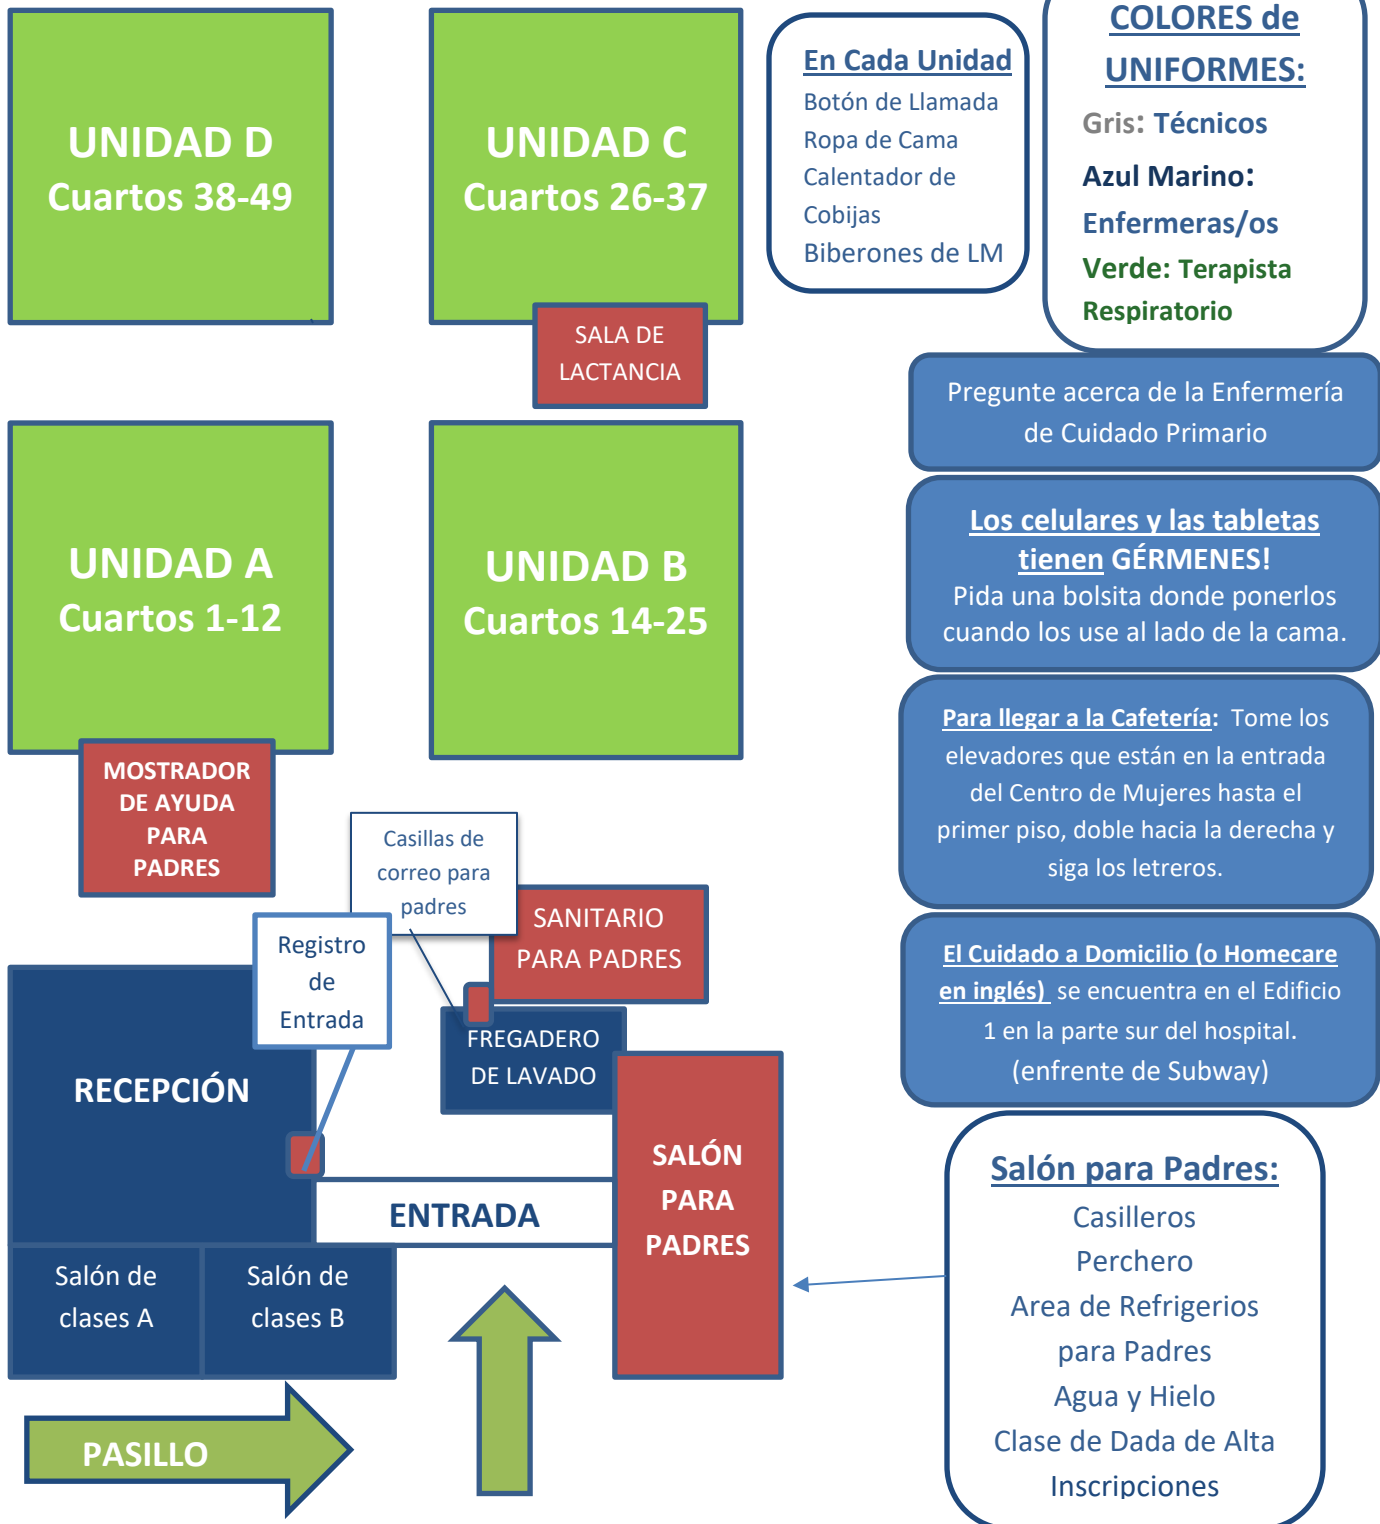 UNIDAD D
Cuartos 38-49
UNIDAD C
Cuartos 26-37
En Cada Unidad
Botón de Llamada
Ropa de Cama
Calentador de
Cobijas
Biberones de LM
COLORES de
UNIFORMES:
Gris: Técnicos
Azul Marino:
Enfermeras/os
Verde: Terapista
Respiratorio
SALA DE
LACTANCIA
Pregunte acerca de la Enfermería
de Cuidado Primario
UNIDAD A
Cuartos 1-12
UNIDAD B
Cuartos 14-25
Los celulares y las tabletas
tienen GÉRMENES!
Pida una bolsita donde ponerlos
cuando los use al lado de la cama.
Para llegar a la Cafetería: Tome los
elevadores que están en la entrada
del Centro de Mujeres hasta el
primer piso, doble hacia la derecha y
siga los letreros.
MOSTRADOR
DE AYUDA
PARA
PADRES
Casillas de
correo para
padres
SANITARIO
PARA PADRES
Registro
de
Entrada
El Cuidado a Domicilio (o Homecare
en inglés) se encuentra en el Edificio
1 en la parte sur del hospital.
(enfrente de Subway)
FREGADERO
DE LAVADO
RECEPCIÓN
SALÓN
PARA
PADRES
ENTRADA
Salón de
clases A
Salón de
clases B
Salón para Padres:
Casilleros
Perchero
Area de Refrigerios
para Padres
Agua y Hielo
Clase de Dada de Alta
Inscripciones
PASILLO